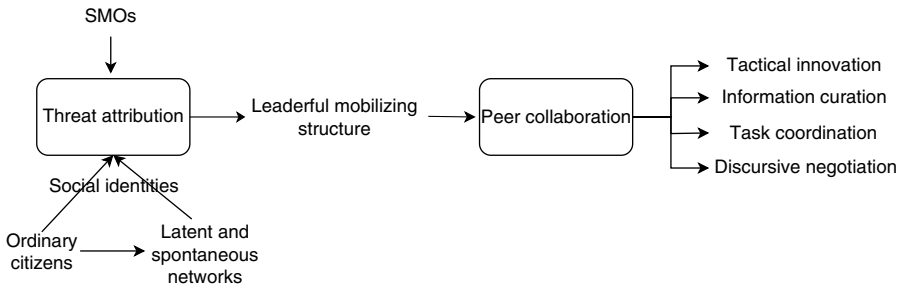 SMOs
Threat attribution
Social identities
Ordinary
citizens
Latent and
spontaneous
networks
Leaderful mobilizing
structure
Peer collaboration
Tactical innovation
Information curation
Task coordination
Discursive negotiation